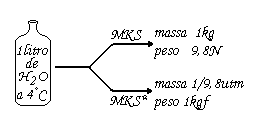 1 litro
de
H2O
a 4°C
MKS
massa 1kg
peso 9,8N
MKS*
massa 1/9,8utm
peso 1kgf